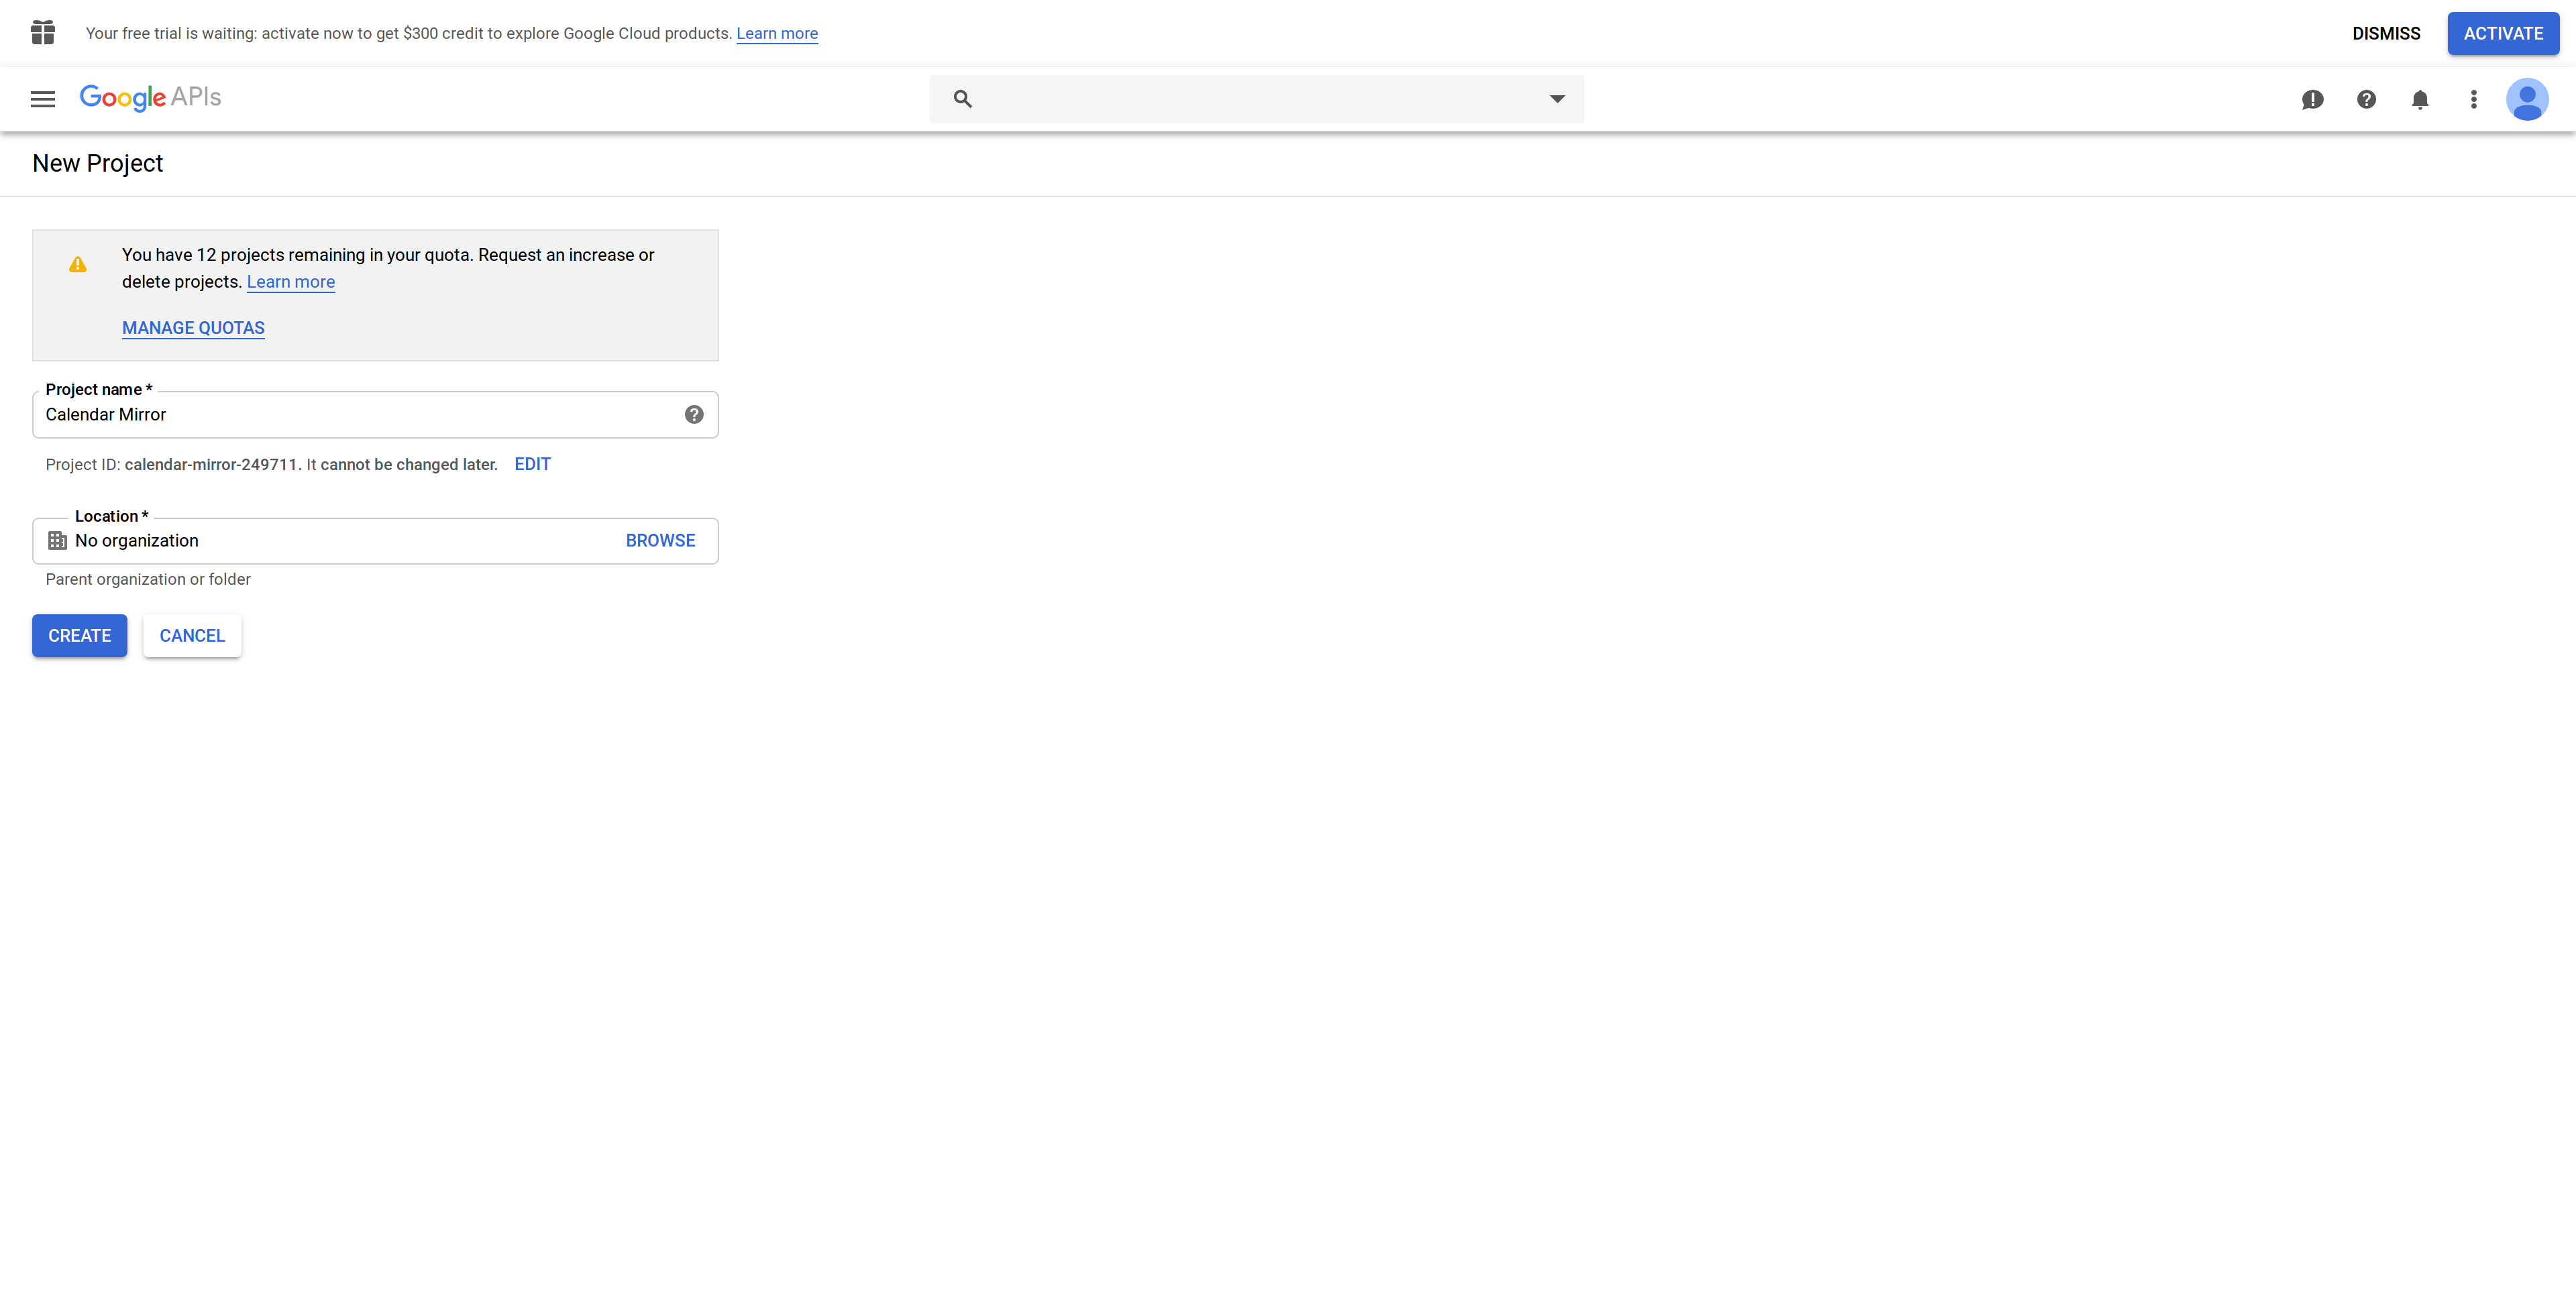 Your free trial is waiting: activate now to get $300 credit to explore Google Cloud products. Learn more
DISMISS
ACTIVATE
Google APIs
New Project
You have 12 projects remaining in your quota. Request an increase or
delete projects. Learn more
MANAGE QUOTAS
Project name *
Calendar Mirror
Project ID: calendar-mirror-249711. It cannot be changed later. EDIT
Location *
No organization
BROWSE
Parent organization or folder
CREATE
CANCEL